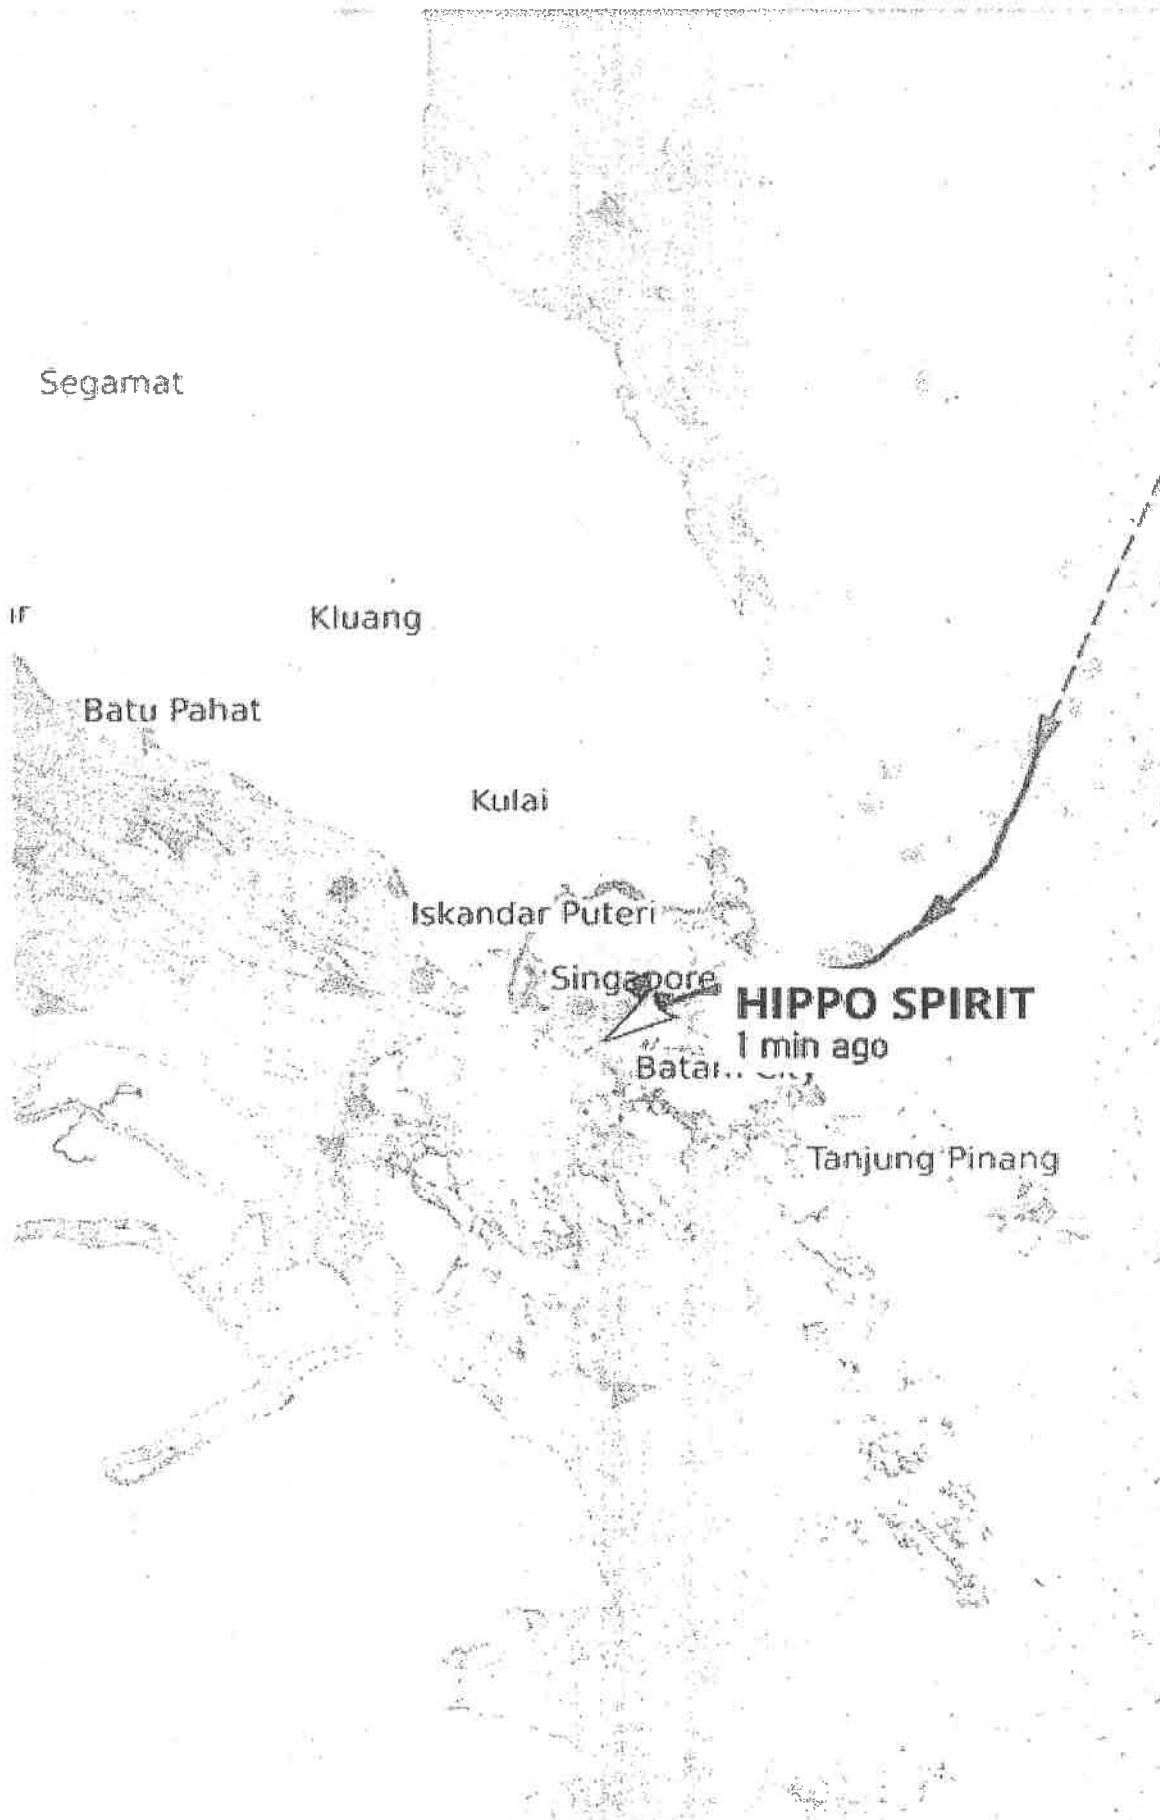 Segamat
Kluang
Batu Pahat
Kulai
Iskandar Puteri
Singapore
HIPPO SPIRIT
1 min ago
Tanjung Pinang